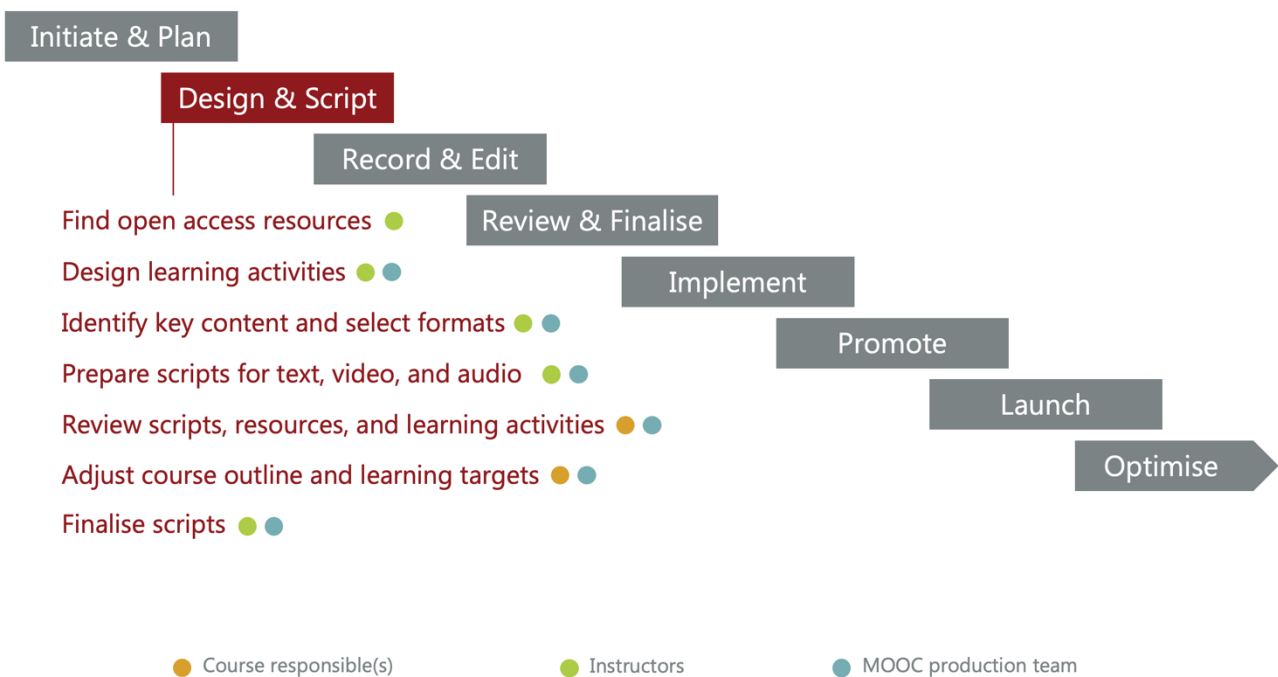 Initiate & Plan
Design & Script
Record & Edit
Review & Finalise
Implement
Promote
Launch
Optimise
Find open access resources
Design learning activities
Identify key content and select formats
Prepare scripts for text, video, and audio
Review scripts, resources, and learning activities
Adjust course outline and learning targets
Finalise scripts
Course responsible(s)
Instructors
MOOC production team